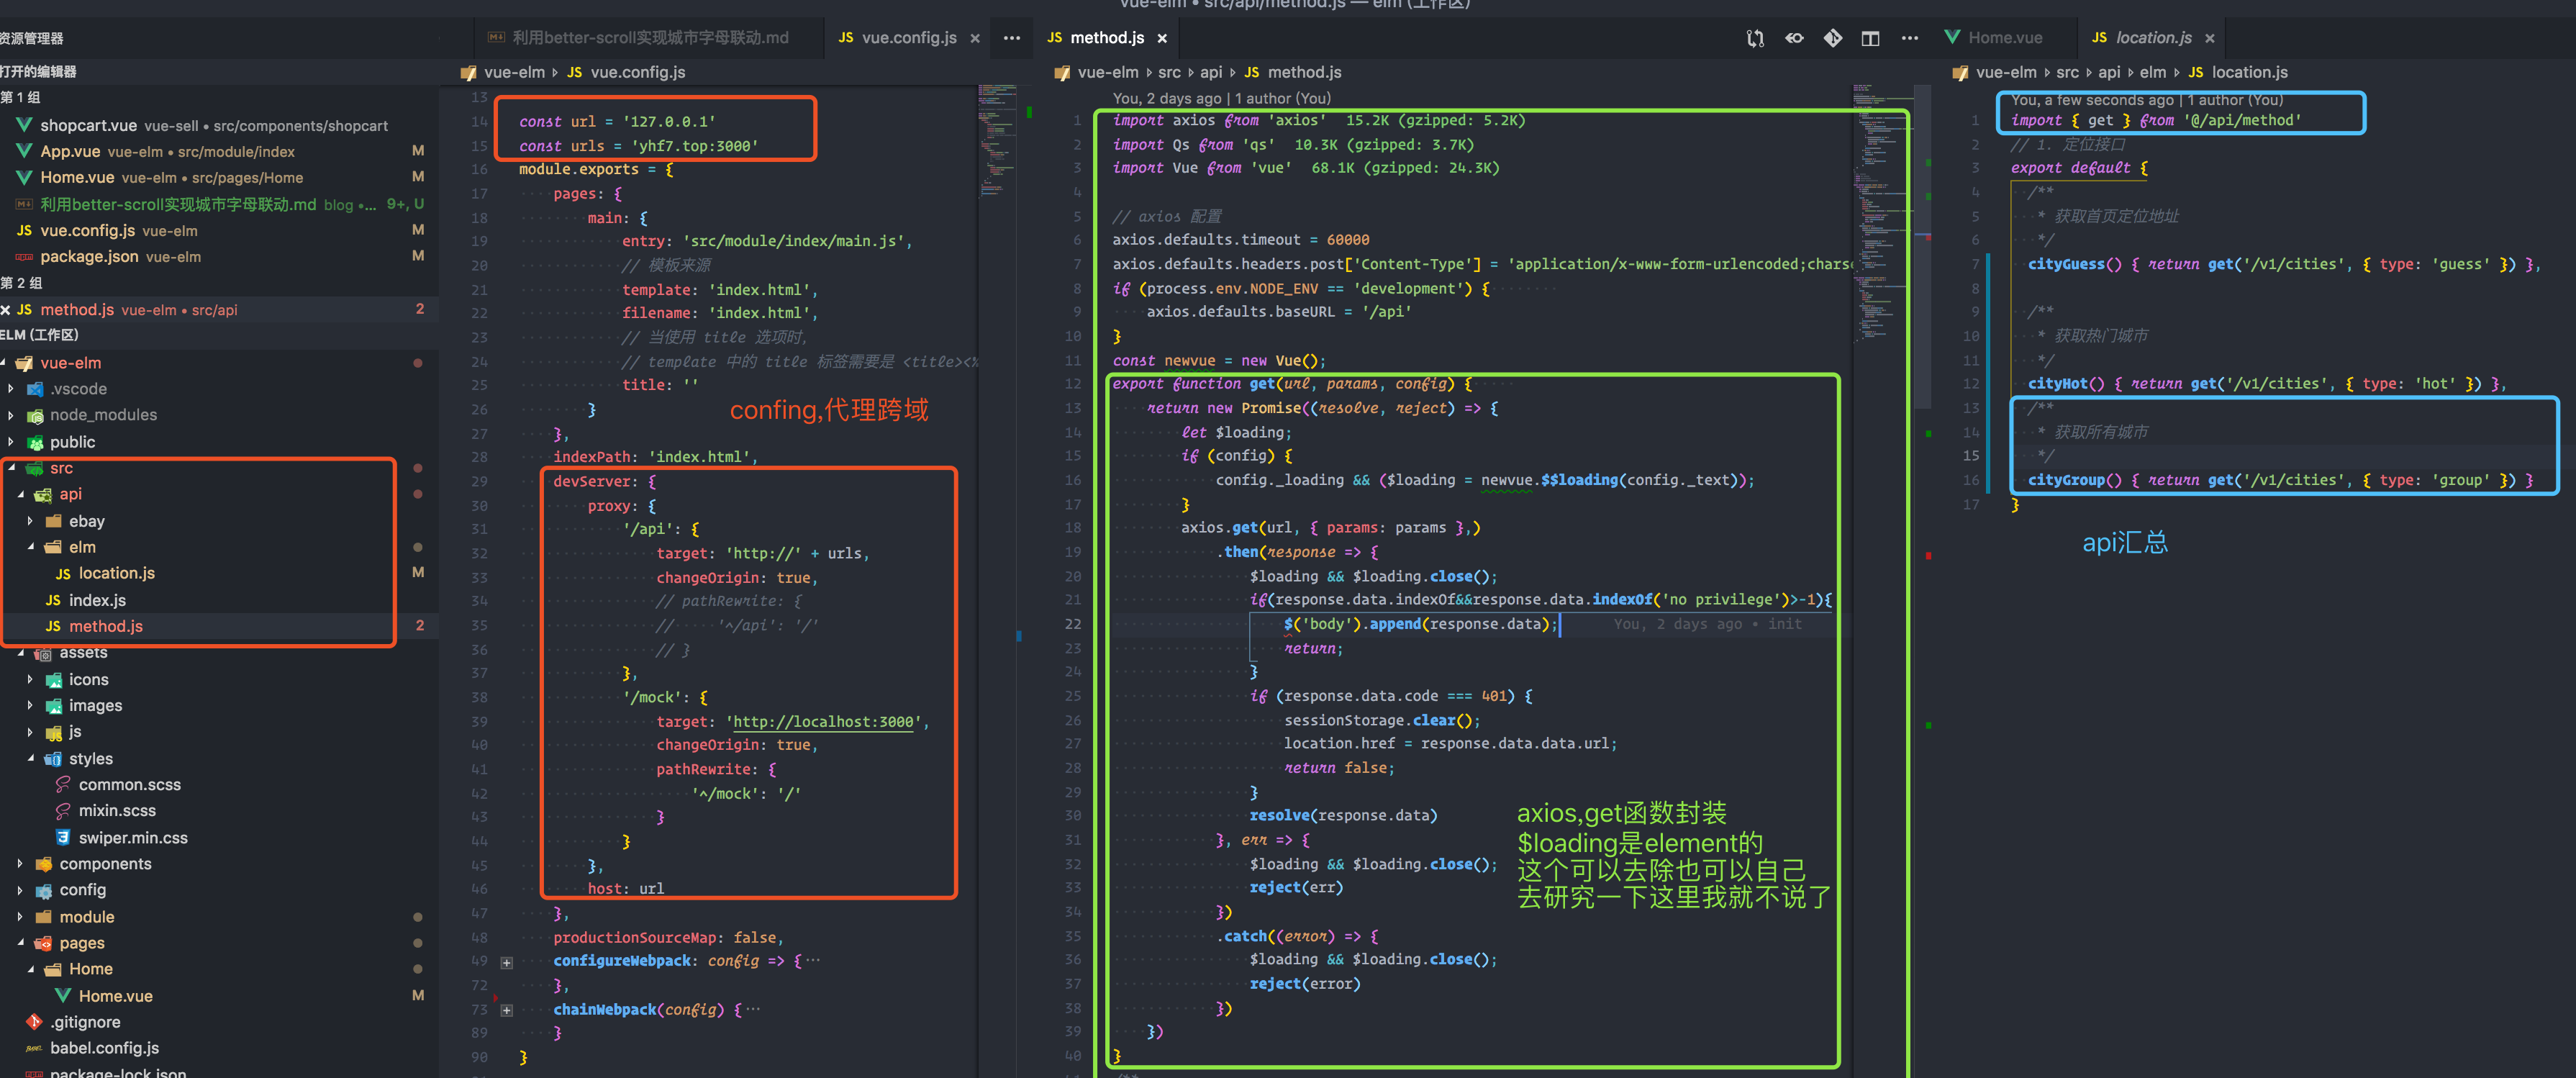 vue-elm • src/api/method.js — elm (工作区)
资源管理器
打开的编辑器
第 1 组
shopcart.vue vue-sell • src/components/shopcart
App.vue vue-elm • src/module/index M
Home.vue vue-elm • src/pages/Home M
利用better-scroll实现城市字母联动.md blog •... 9+, U
JS vue.config.js vue-elm M
package.json vue-elm M
第 2 组
JS method.js vue-elm • src/api 2
ELM (工作区)
vue-elm
.vscode
node_modules
public
src
api
ebay
elm
JS location.js M
JS index.js
JS method.js 2
assets
icons
images
js
styles
common.scss
mixin.scss
swiper.min.css
components
config
module
pages
Home
Home.vue M
.gitignore
babel.config.js
package-lock.json
利用better-scroll实现城市字母联动.md
JS vue.config.js ×
vue-elm › JS vue.config.js
13
14 const url = '127.0.0.1'
15 const urls = 'yhf7.top:3000'
16 module.exports = {
17 pages: {
18 main: {
19 entry: 'src/module/index/main.js',
20 // 模板来源
21 template: 'index.html',
22 filename: 'index.html',
23 // 当使用 title 选项时,
24 // template 中的 title 标签需要是 <title><%
25 title: ''
26 }
confing,代理跨域
27 },
28 indexPath: 'index.html',
29 devServer: {
30 proxy: {
31 '/api': {
32 target: 'http://' + urls,
33 changeOrigin: true,
34 // pathRewrite: {
35 // '^/api': '/'
36 // }
37 },
38 '/mock': {
39 target: 'http://localhost:3000',
40 changeOrigin: true,
41 pathRewrite: {
42 '^/mock': '/'
43 }
44 }
45 },
46 host: url
47 },
48 productionSourceMap: false,
49 configureWebpack: config => {···
72 },
73 chainWebpack(config) {···
89 }
90 }
JS method.js ×
vue-elm › src › api › JS method.js
You, 2 days ago | 1 author (You)
1 import axios from 'axios' 15.2K (gzipped: 5.2K)
2 import Qs from 'qs' 10.3K (gzipped: 3.7K)
3 import Vue from 'vue' 68.1K (gzipped: 24.3K)
4
5 // axios 配置
6 axios.defaults.timeout = 60000
7 axios.defaults.headers.post['Content-Type'] = 'application/x-www-form-urlencoded;charse
8 if (process.env.NODE_ENV == 'development') {
9 axios.defaults.baseURL = '/api'
10 }
11 const newvue = new Vue();
12 export function get(url, params, config) {
13 return new Promise((resolve, reject) => {
14 let $loading;
15 if (config) {
16 config._loading && ($loading = newvue.$$loading(config._text));
17 }
18 axios.get(url, { params: params },)
19 .then(response => {
20 $loading && $loading.close();
21 if(response.data.indexOf&&response.data.indexOf('no privilege')>-1){
22 $('body').append(response.data); You, 2 days ago • init
23 return;
24 }
25 if (response.data.code === 401) {
26 sessionStorage.clear();
27 location.href = response.data.data.url;
28 return false;
29 }
30 resolve(response.data)
31 }, err => {
32 $loading && $loading.close();
33 reject(err)
34 })
35 .catch((error) => {
36 $loading && $loading.close();
37 reject(error)
38 })
39 })
40 }
axios,get函数封装
$loading是element的
这个可以去除也可以自己
去研究一下这里我就不说了
Home.vue
JS location.js ×
vue-elm › src › api › elm › JS location.js
You, a few seconds ago | 1 author (You)
1 import { get } from '@/api/method'
2 // 1. 定位接口
3 export default {
4 /**
5 * 获取首页定位地址
6 */
7 cityGuess() { return get('/v1/cities', { type: 'guess' }) },
8
9 /**
10 * 获取热门城市
11 */
12 cityHot() { return get('/v1/cities', { type: 'hot' }) },
13 /**
14 * 获取所有城市
15 */
16 cityGroup() { return get('/v1/cities', { type: 'group' }) }
17 }
api汇总